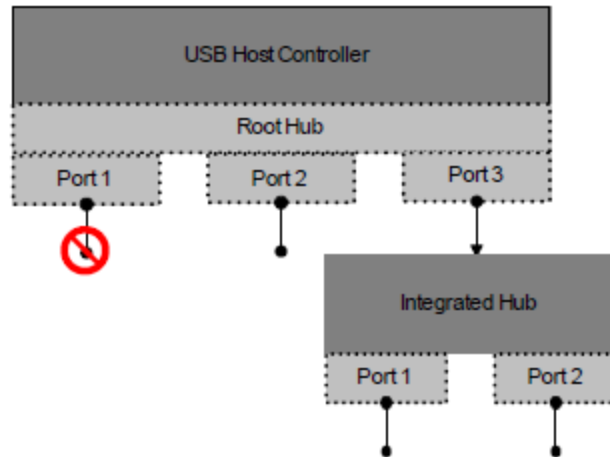 USB Host Controller
Root Hub
Port 1
Port 2
Port 3
Integrated Hub
Port 1
Port 2